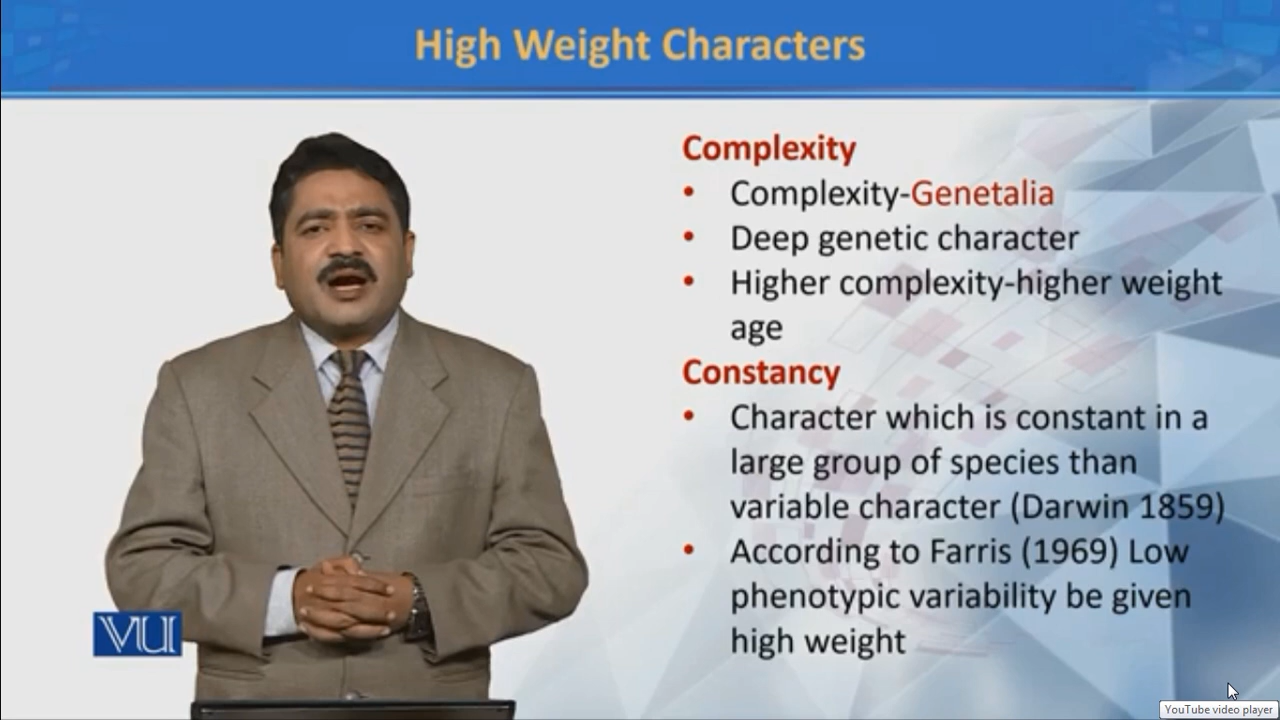 High Weight Characters
Complexity
• Complexity-Genetalia
• Deep genetic character
• Higher complexity-higher weight
age
Constancy
• Character which is constant in a
large group of species than
variable character (Darwin 1859)
• According to Farris (1969) Low
phenotypic variability be given
high weight
VU
YouTube video player